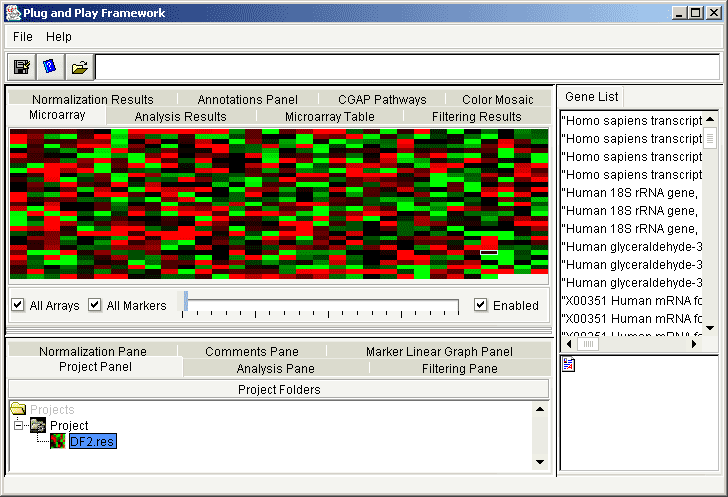 Plug and Play Framework
File Help
Normalization Results Annotations Panel CGAP Pathways Color Mosaic
Microarray Analysis Results Microarray Table Filtering Results
All Arrays All Markers Enabled
Normalization Pane Comments Pane Marker Linear Graph Panel
Project Panel Analysis Pane Filtering Pane
Project Folders
Projects
Project
DF2.res
Gene List
"Homo sapiens transcript
"Homo sapiens transcript
"Homo sapiens transcript
"Homo sapiens transcript
"Human 18S rRNA gene,
"Human 18S rRNA gene,
"Human 18S rRNA gene,
"Human glyceraldehyde-3
"Human glyceraldehyde-3
"Human glyceraldehyde-3
"X00351 Human mRNA fo
"X00351 Human mRNA fo
"X00351 Human mRNA fo